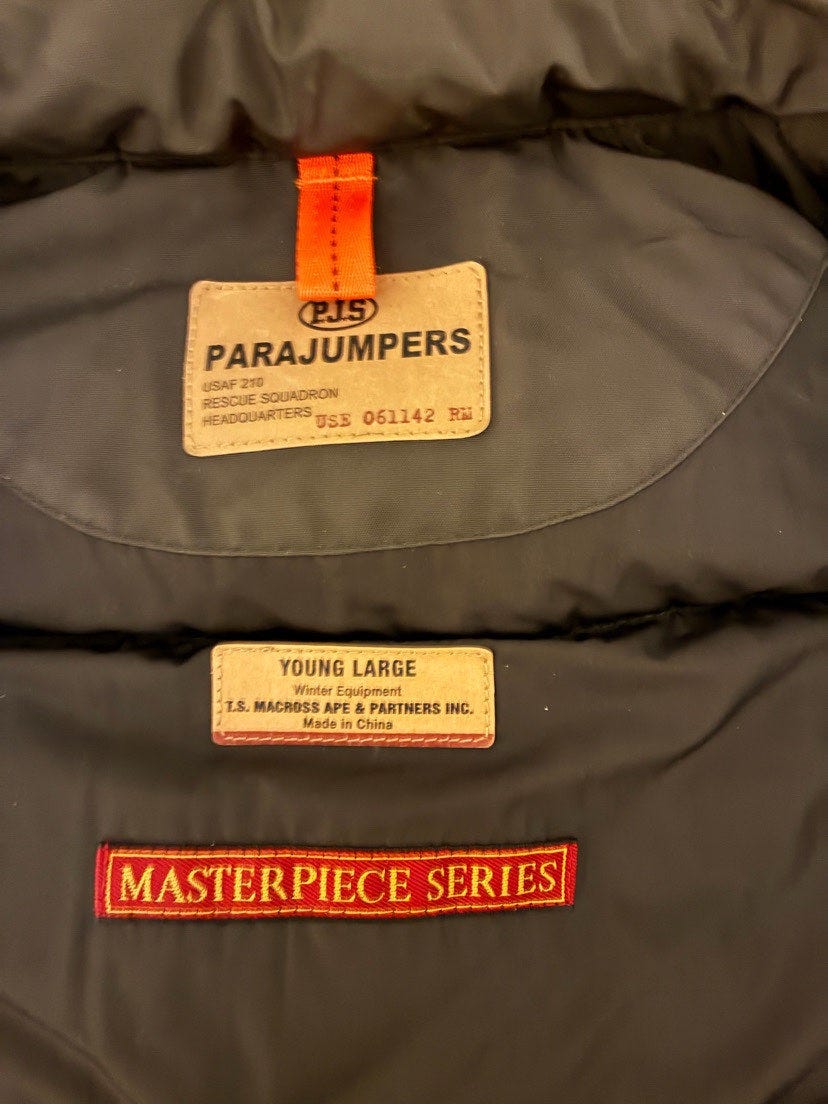 P.J.S
PARAJUMPERS
USAF 210
RESCUE SQUADRON
HEADQUARTERS USE 061142 RM
YOUNG LARGE
Winter Equipment
T.S. MACROSS APE & PARTNERS INC.
Made in China
MASTERPIECE SERIES